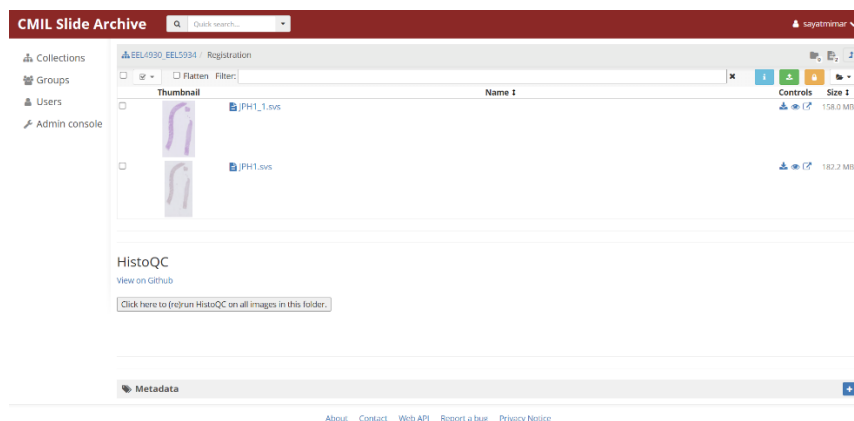 CMIL Slide Archive
Quick search...
sayatmimar
Collections
Groups
Users
Admin console
EEL4930_EEL5934 / Registration
Flatten Filter:
Thumbnail Name Controls Size
JPH1_1.svs 158.0 MB
JPH1.svs 182.2 MB
HistoQC
View on Github
Click here to (re)run HistoQC on all images in this folder.
Metadata
About Contact Web API Report a bug Privacy Notice